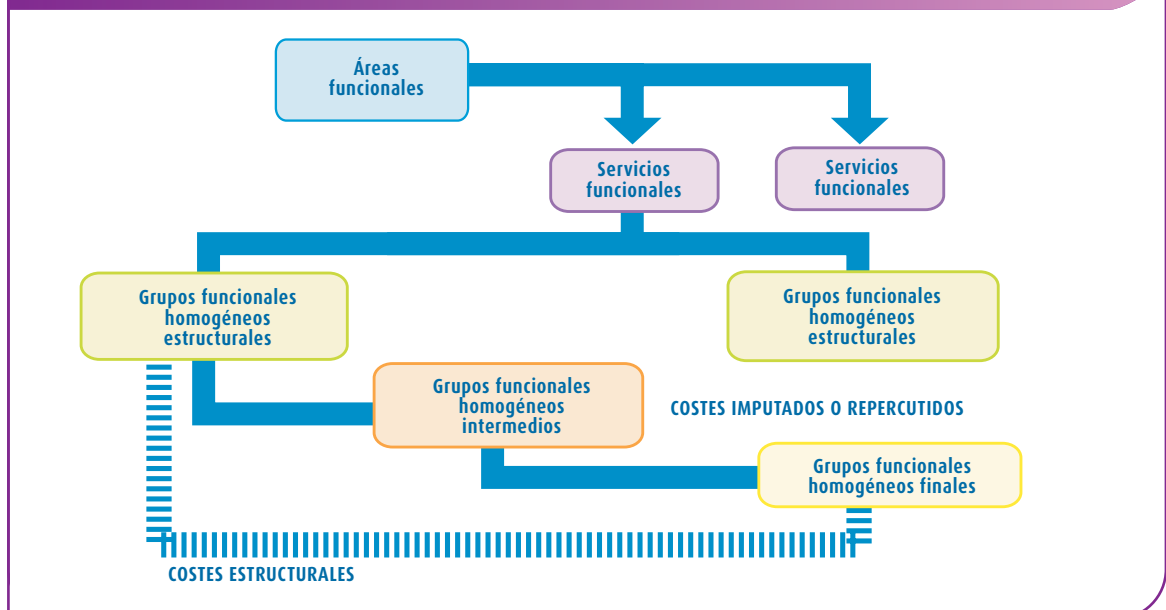 Áreas
funcionales
Servicios
funcionales
Servicios
funcionales
Grupos funcionales
homogéneos
estructurales
Grupos funcionales
homogéneos
estructurales
Grupos funcionales
homogéneos
intermedios
COSTES IMPUTADOS O REPERCUTIDOS
Grupos funcionales
homogéneos finales
COSTES ESTRUCTURALES